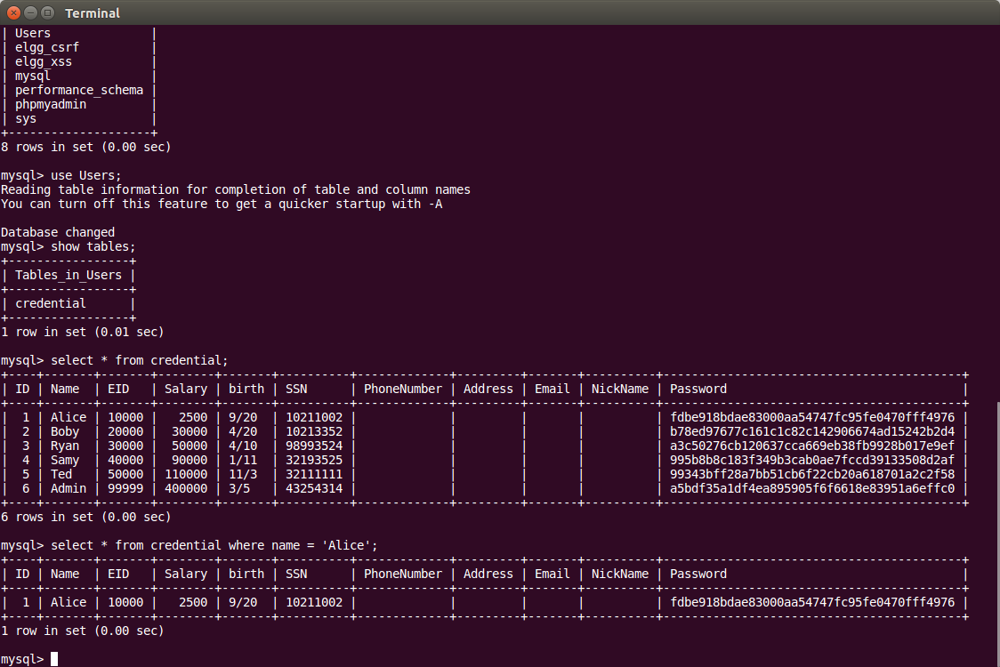 Terminal
| Users              |
| elgg_csrf          |
| elgg_xss           |
| mysql              |
| performance_schema |
| phpmyadmin         |
| sys                |
+--------------------+
8 rows in set (0.00 sec)
mysql> use Users;
Reading table information for completion of table and column names
You can turn off this feature to get a quicker startup with -A
Database changed
mysql> show tables;
+-----------------+
| Tables_in_Users |
+-----------------+
| credential      |
+-----------------+
1 row in set (0.01 sec)
mysql> select * from credential;
+----+-------+-------+--------+-------+----------+-------------+---------+-------+----------+------------------------------------------+
| ID | Name  | EID   | Salary | birth | SSN      | PhoneNumber | Address | Email | NickName | Password                                 |
+----+-------+-------+--------+-------+----------+-------------+---------+-------+----------+------------------------------------------+
|  1 | Alice | 10000 |   2500 | 9/20  | 10211002 |             |         |       |          | fdbe918bdae83000aa54747fc95fe0470fff4976 |
|  2 | Boby  | 20000 |  30000 | 4/20  | 10213352 |             |         |       |          | b78ed97677c161c1c82c142906674ad15242b2d4 |
|  3 | Ryan  | 30000 |  50000 | 4/10  | 98993524 |             |         |       |          | a3c50276cb120637cca669eb38fb9928b017e9ef |
|  4 | Samy  | 40000 |  90000 | 1/11  | 32193525 |             |         |       |          | 995b8b8c183f349b3cab0ae7fccd39133508d2af |
|  5 | Ted   | 50000 | 110000 | 11/3  | 32111111 |             |         |       |          | 99343bff28a7bb51cb6f22cb20a618701a2c2f58 |
|  6 | Admin | 99999 | 400000 | 3/5   | 43254314 |             |         |       |          | a5bdf35a1df4ea895905f6f6618e83951a6effc0 |
+----+-------+-------+--------+-------+----------+-------------+---------+-------+----------+------------------------------------------+
6 rows in set (0.00 sec)
mysql> select * from credential where name = 'Alice';
+----+-------+-------+--------+-------+----------+-------------+---------+-------+----------+------------------------------------------+
| ID | Name  | EID   | Salary | birth | SSN      | PhoneNumber | Address | Email | NickName | Password                                 |
+----+-------+-------+--------+-------+----------+-------------+---------+-------+----------+------------------------------------------+
|  1 | Alice | 10000 |   2500 | 9/20  | 10211002 |             |         |       |          | fdbe918bdae83000aa54747fc95fe0470fff4976 |
+----+-------+-------+--------+-------+----------+-------------+---------+-------+----------+------------------------------------------+
1 row in set (0.00 sec)
mysql>